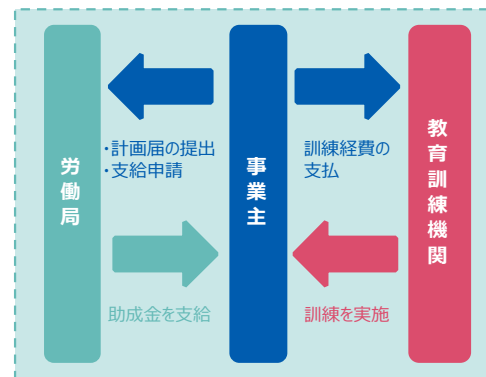 労働局
事業主
教育訓練機関
・計画届の提出
・支給申請
訓練経費の
支払
助成金を支給
訓練を実施